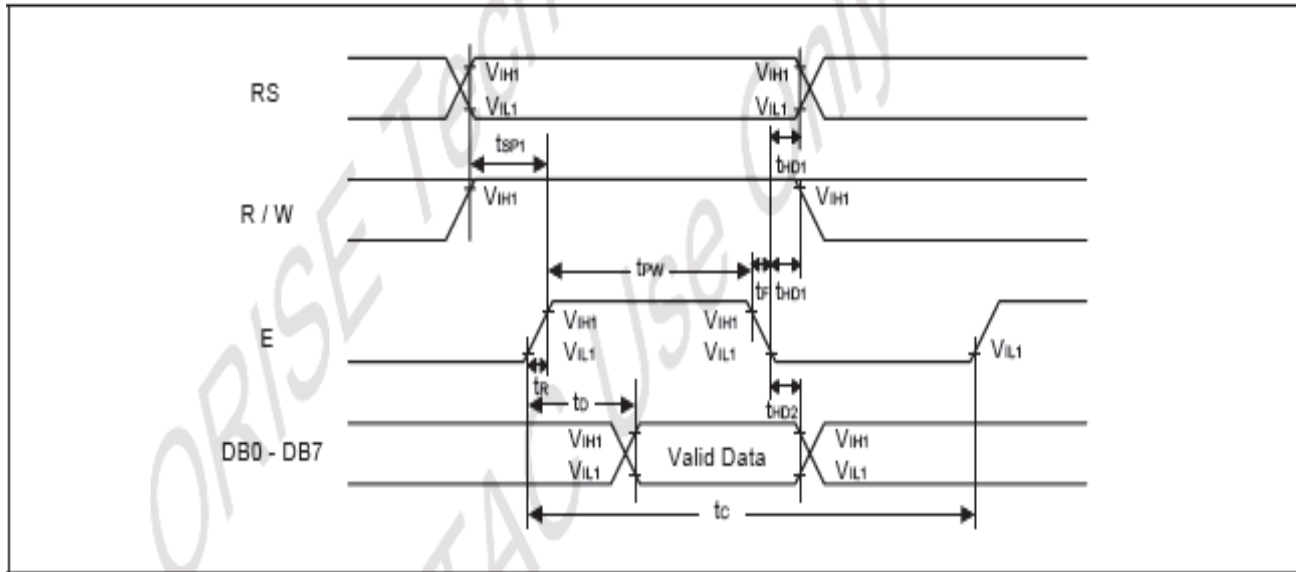 RS
VIH1
VIL1
VIH1
VIL1
tSP1
tHD1
R / W
VIH1
VIH1
tPW
tF
tHD1
E
VIH1
VIL1
VIH1
VIL1
VIL1
tR
tD
tHD2
DB0 - DB7
VIH1
VIL1
Valid Data
VIH1
VIL1
tC
ORISE Tech
Use Only